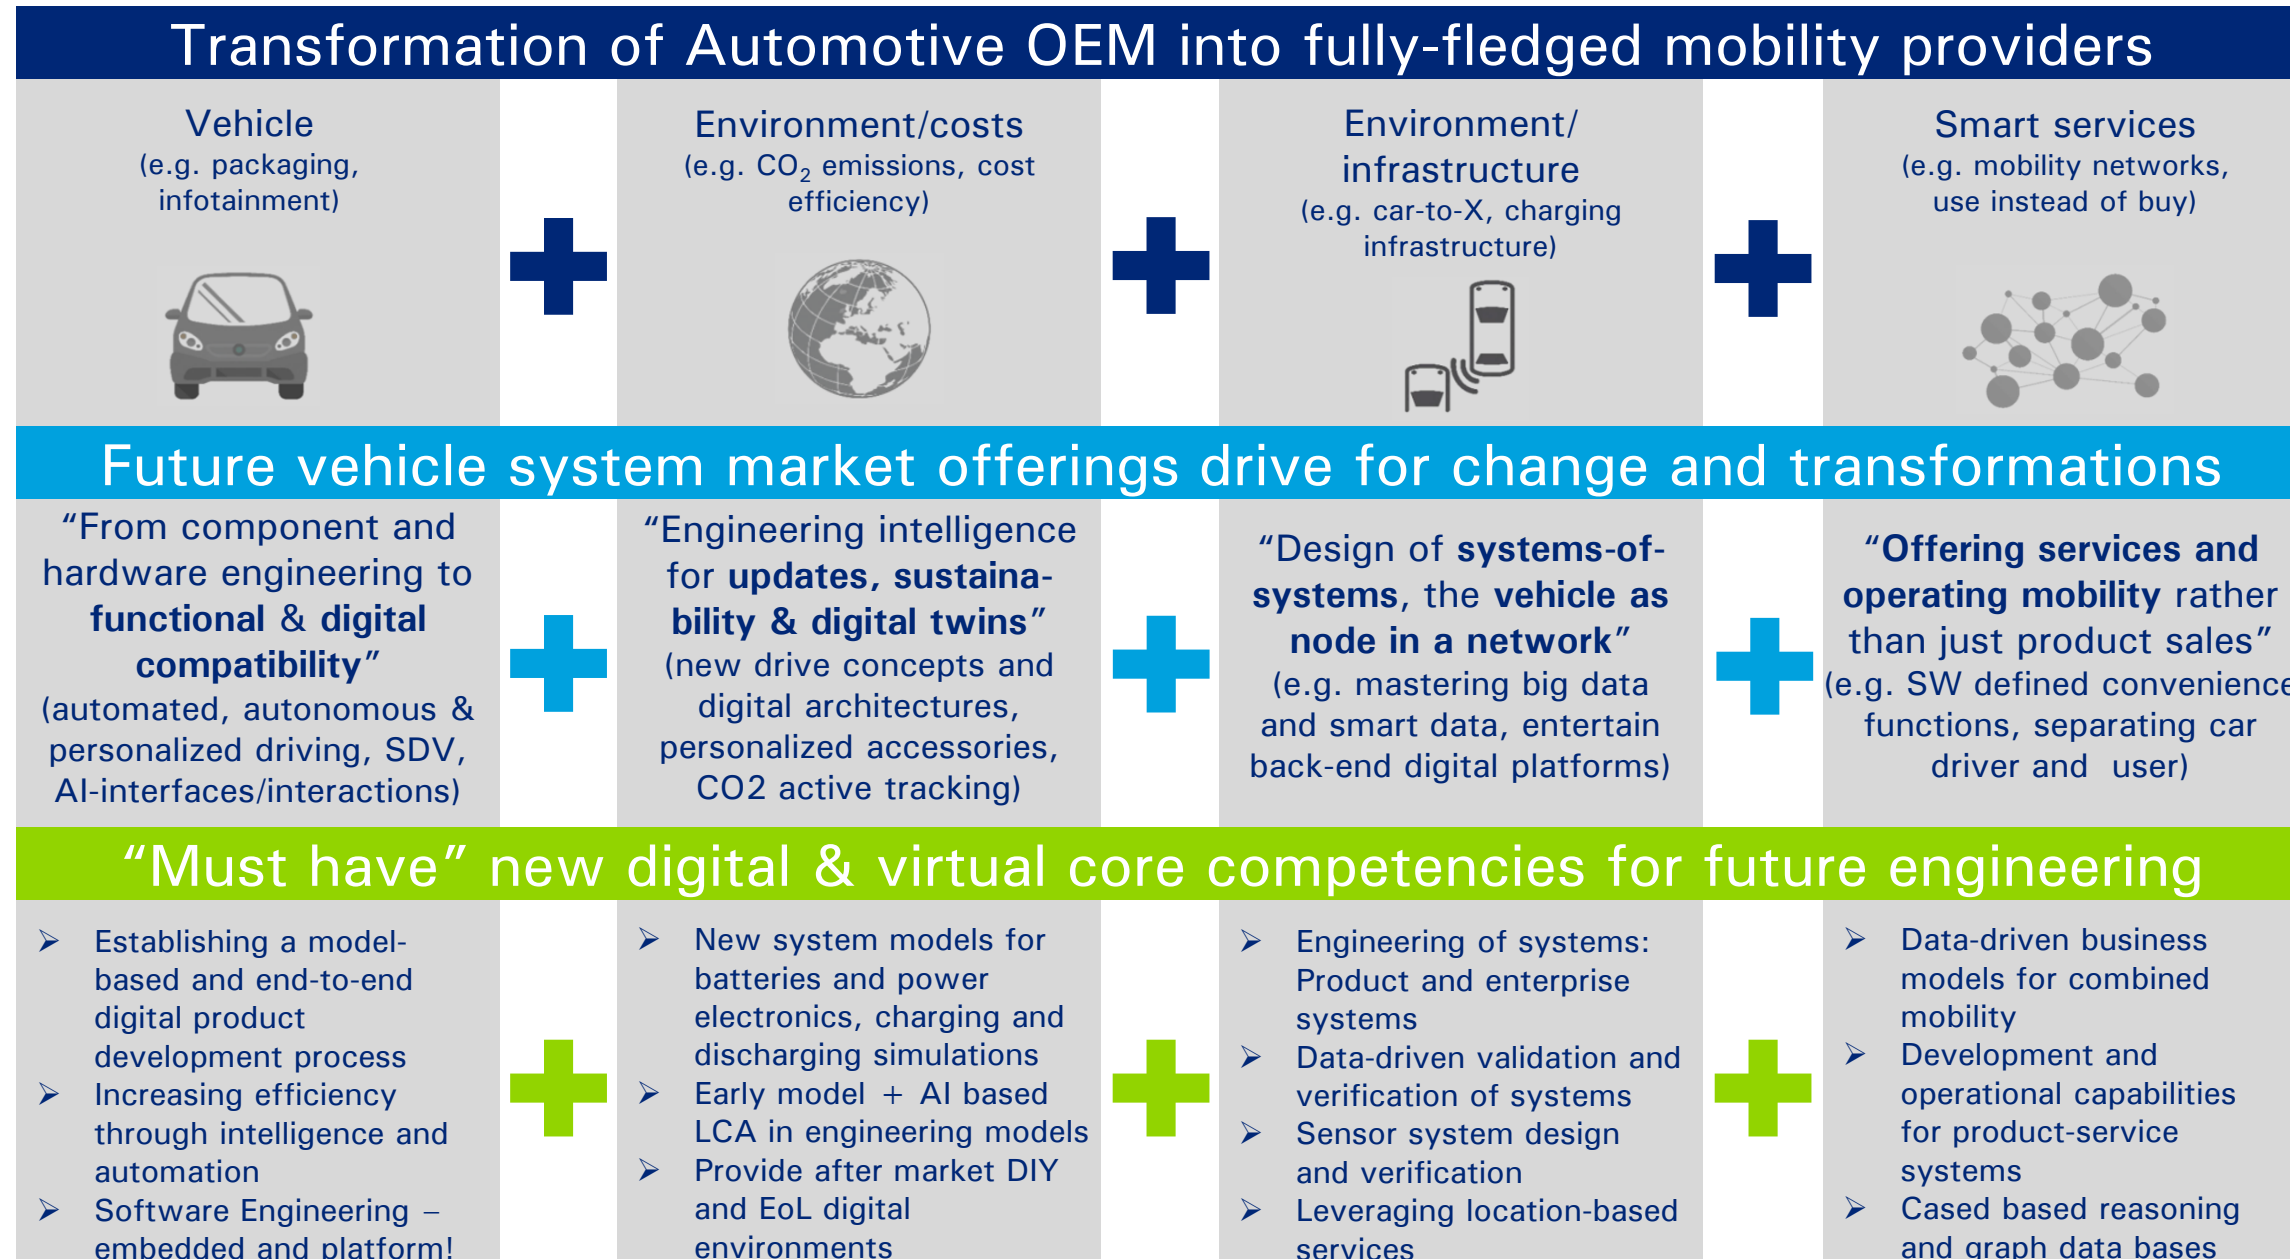 Transformation of Automotive OEM into fully-fledged mobility providers
Vehicle
(e.g. packaging,
infotainment)
Environment/costs
(e.g. CO₂ emissions, cost
efficiency)
Environment/
infrastructure
(e.g. car-to-X, charging
infrastructure)
Smart services
(e.g. mobility networks,
use instead of buy)
Future vehicle system market offerings drive for change and transformations
“From component and
hardware engineering to
functional & digital
compatibility”
(automated, autonomous &
personalized driving, SDV,
AI-interfaces/interactions)
“Engineering intelligence
for updates, sustaina-
bility & digital twins”
(new drive concepts and
digital architectures,
personalized accessories,
CO2 active tracking)
“Design of systems-of-
systems, the vehicle as
node in a network”
(e.g. mastering big data
and smart data, entertain
back-end digital platforms)
“Offering services and
operating mobility rather
than just product sales”
(e.g. SW defined convenience
functions, separating car
driver and user)
“Must have” new digital & virtual core competencies for future engineering
➢ Establishing a model-
based and end-to-end
digital product
development process
➢ Increasing efficiency
through intelligence and
automation
➢ Software Engineering –
embedded and platform!
➢ New system models for
batteries and power
electronics, charging and
discharging simulations
➢ Early model + AI based
LCA in engineering models
➢ Provide after market DIY
and EoL digital
environments
➢ Engineering of systems:
Product and enterprise
systems
➢ Data-driven validation and
verification of systems
➢ Sensor system design
and verification
➢ Leveraging location-based
services
➢ Data-driven business
models for combined
mobility
➢ Development and
operational capabilities
for product-service
systems
➢ Cased based reasoning
and graph data bases